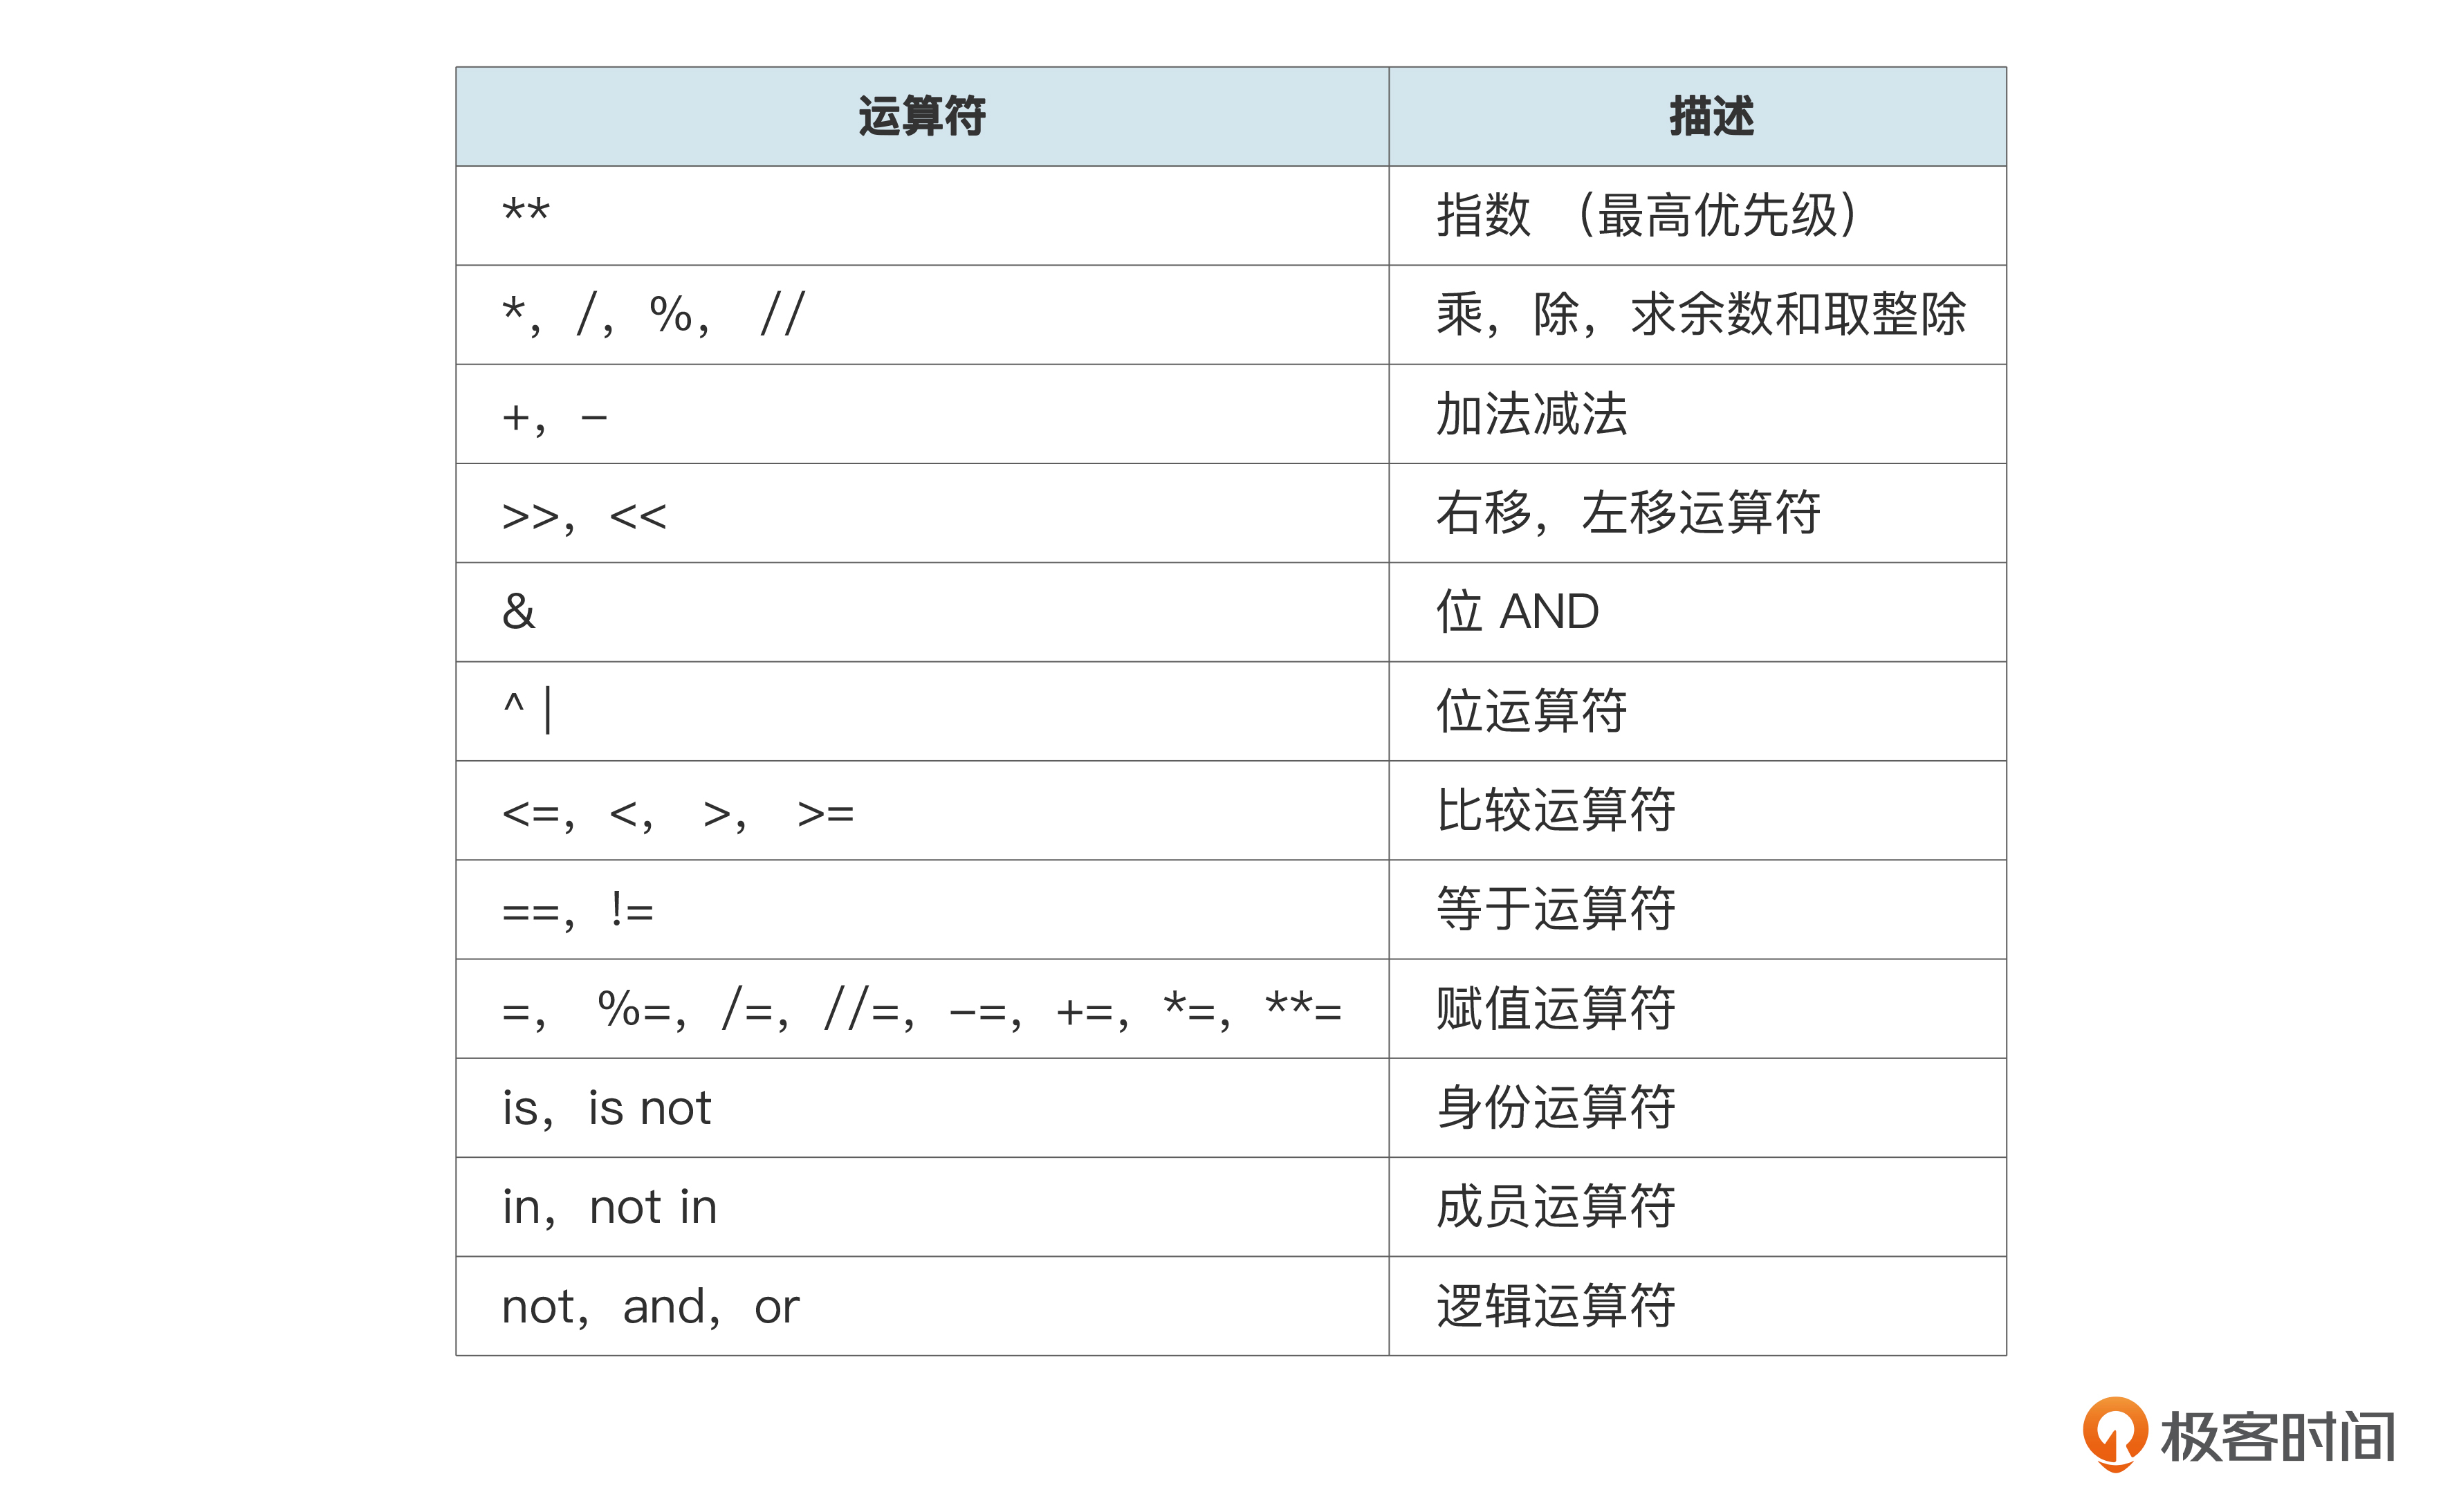 运算符 描述
** 指数 （最高优先级）
*，/，%， // 乘，除，求余数和取整除
+，- 加法减法
>>，<< 右移，左移运算符
& 位 AND
^ | 位运算符
<=，<， >， >= 比较运算符
==，!= 等于运算符
=， %=，/=，//=，-=，+=，*=，**= 赋值运算符
is，is not 身份运算符
in，not in 成员运算符
not，and，or 逻辑运算符
极客时间